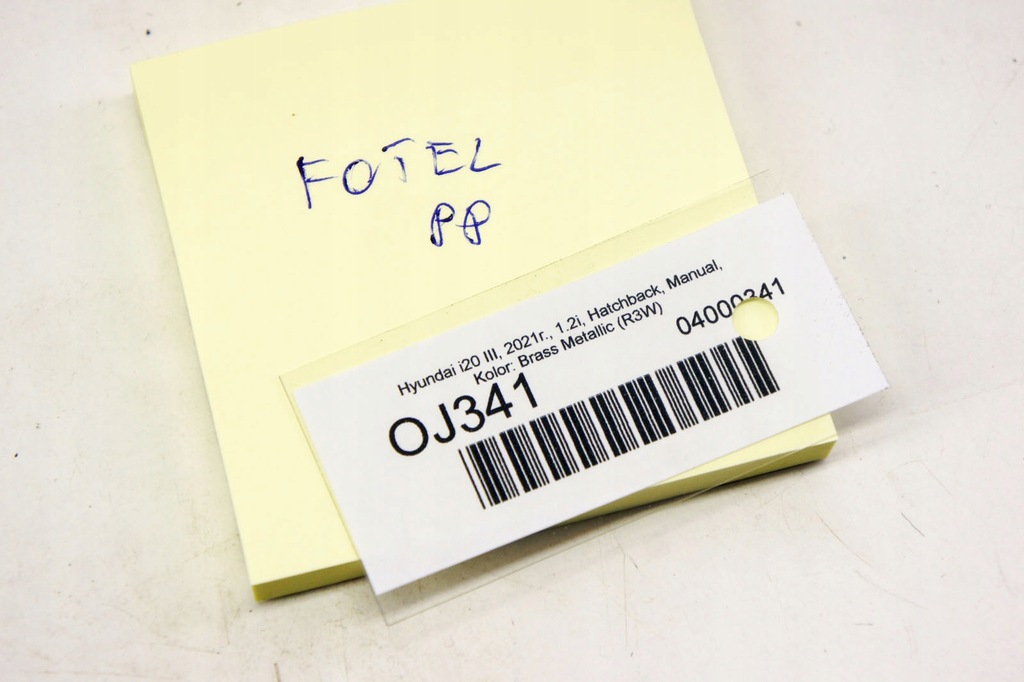 FOTEL
PP
Hyundai i20 III, 2021r., 1.2i, Hatchback, Manual,
Kolor: Brass Metallic (R3W)
OJ341
04000341